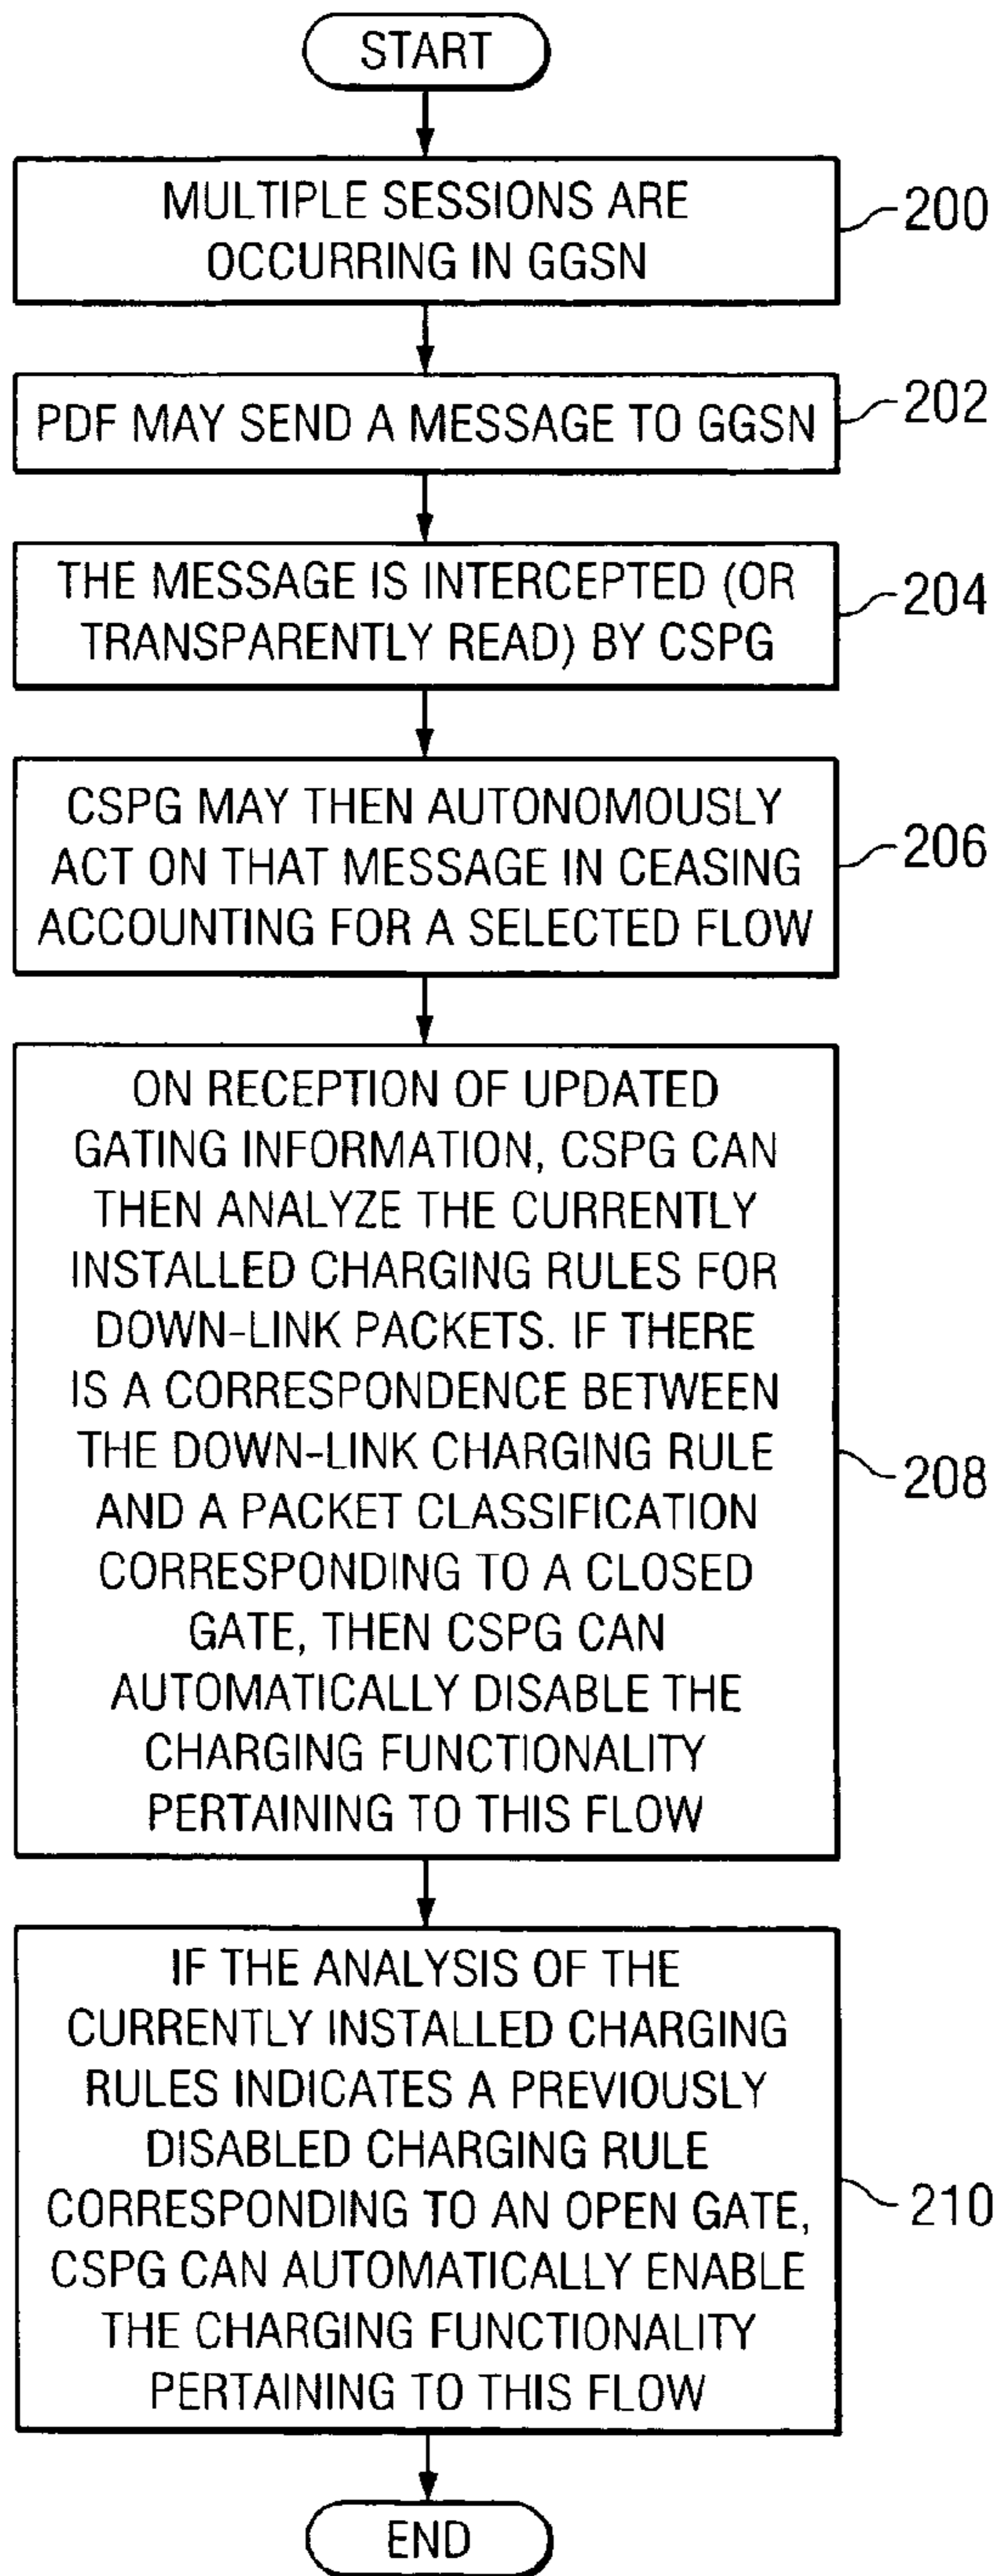 START
MULTIPLE SESSIONS ARE
OCCURRING IN GGSN
200
PDF MAY SEND A MESSAGE TO GGSN
202
THE MESSAGE IS INTERCEPTED (OR
TRANSPARENTLY READ) BY CSPG
204
CSPG MAY THEN AUTONOMOUSLY
ACT ON THAT MESSAGE IN CEASING
ACCOUNTING FOR A SELECTED FLOW
206
ON RECEPTION OF UPDATED
GATING INFORMATION, CSPG CAN
THEN ANALYZE THE CURRENTLY
INSTALLED CHARGING RULES FOR
DOWN-LINK PACKETS. IF THERE
IS A CORRESPONDENCE BETWEEN
THE DOWN-LINK CHARGING RULE
AND A PACKET CLASSIFICATION
CORRESPONDING TO A CLOSED
GATE, THEN CSPG CAN
AUTOMATICALLY DISABLE THE
CHARGING FUNCTIONALITY
PERTAINING TO THIS FLOW
208
IF THE ANALYSIS OF THE
CURRENTLY INSTALLED CHARGING
RULES INDICATES A PREVIOUSLY
DISABLED CHARGING RULE
CORRESPONDING TO AN OPEN GATE,
CSPG CAN AUTOMATICALLY ENABLE
THE CHARGING FUNCTIONALITY
PERTAINING TO THIS FLOW
210
END